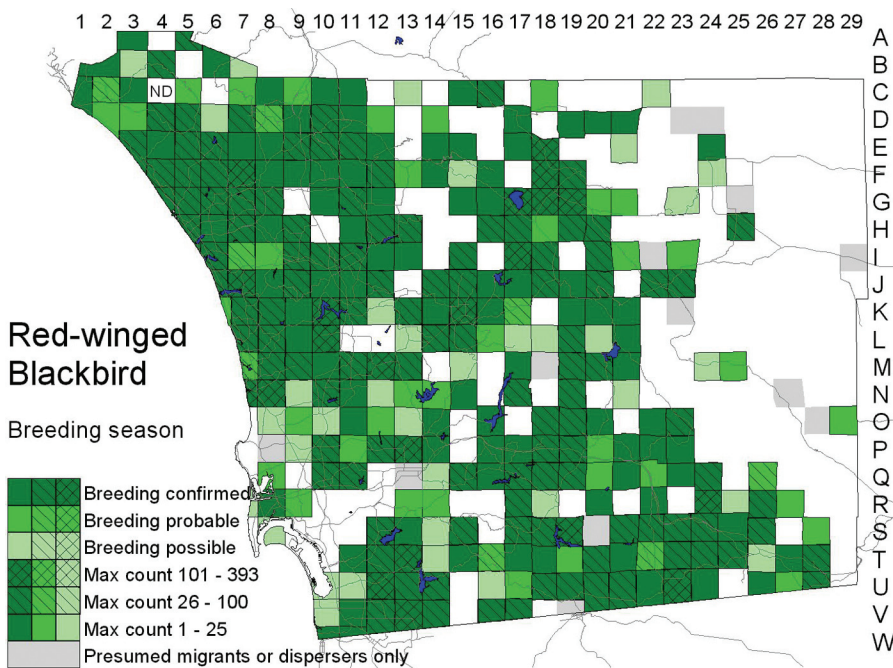 1 2 3 4 5 6 7 8 9 10 11 12 13 14 15 16 17 18 19 20 21 22 23 24 25 26 27 28 29
A
B
C
D
E
F
G
H
I
J
K
L
M
N
O
P
Q
R
S
T
U
V
W
ND
Red-winged
Blackbird
Breeding season
Breeding confirmed
Breeding probable
Breeding possible
Max count 101 - 393
Max count 26 - 100
Max count 1 - 25
Presumed migrants or dispersers only